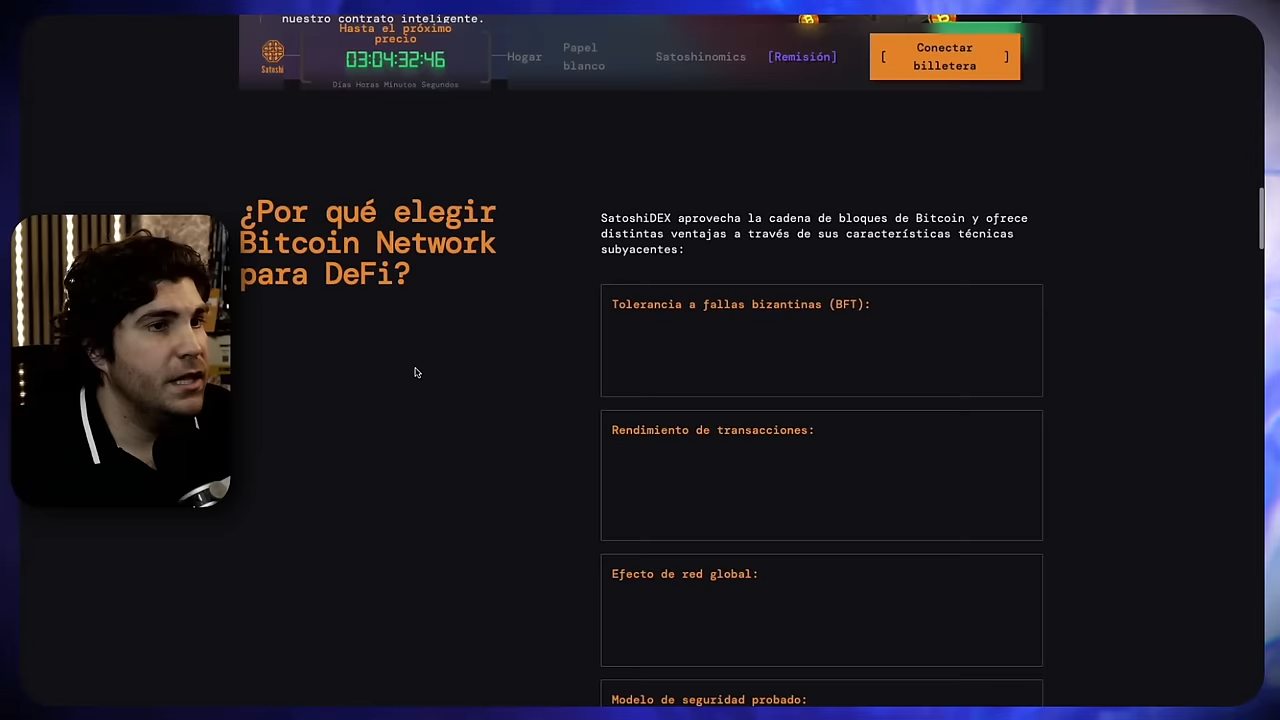 nuestro contrato inteligente.
Hasta el próximo
precio
03:04:32:46
Días Horas Minutos Segundos
Satoshi
Hogar
Papel
blanco
Satoshinomics
[Remisión]
[ Conectar ]
billetera
¿Por qué elegir
Bitcoin Network
para DeFi?
SatoshiDEX aprovecha la cadena de bloques de Bitcoin y ofrece
distintas ventajas a través de sus características técnicas
subyacentes:
Tolerancia a fallas bizantinas (BFT):
Rendimiento de transacciones:
Efecto de red global:
Modelo de seguridad probado: